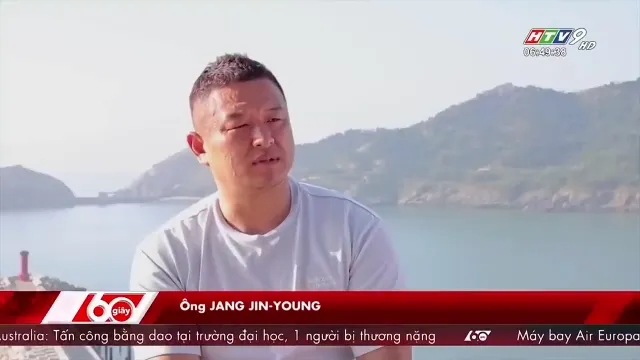 HTV9 HD
06:49:38
60 giây
Ông JANG JIN-YOUNG
Australia: Tấn công bằng dao tại trường đại học, 1 người bị thương nặng 60 Máy bay Air Europa